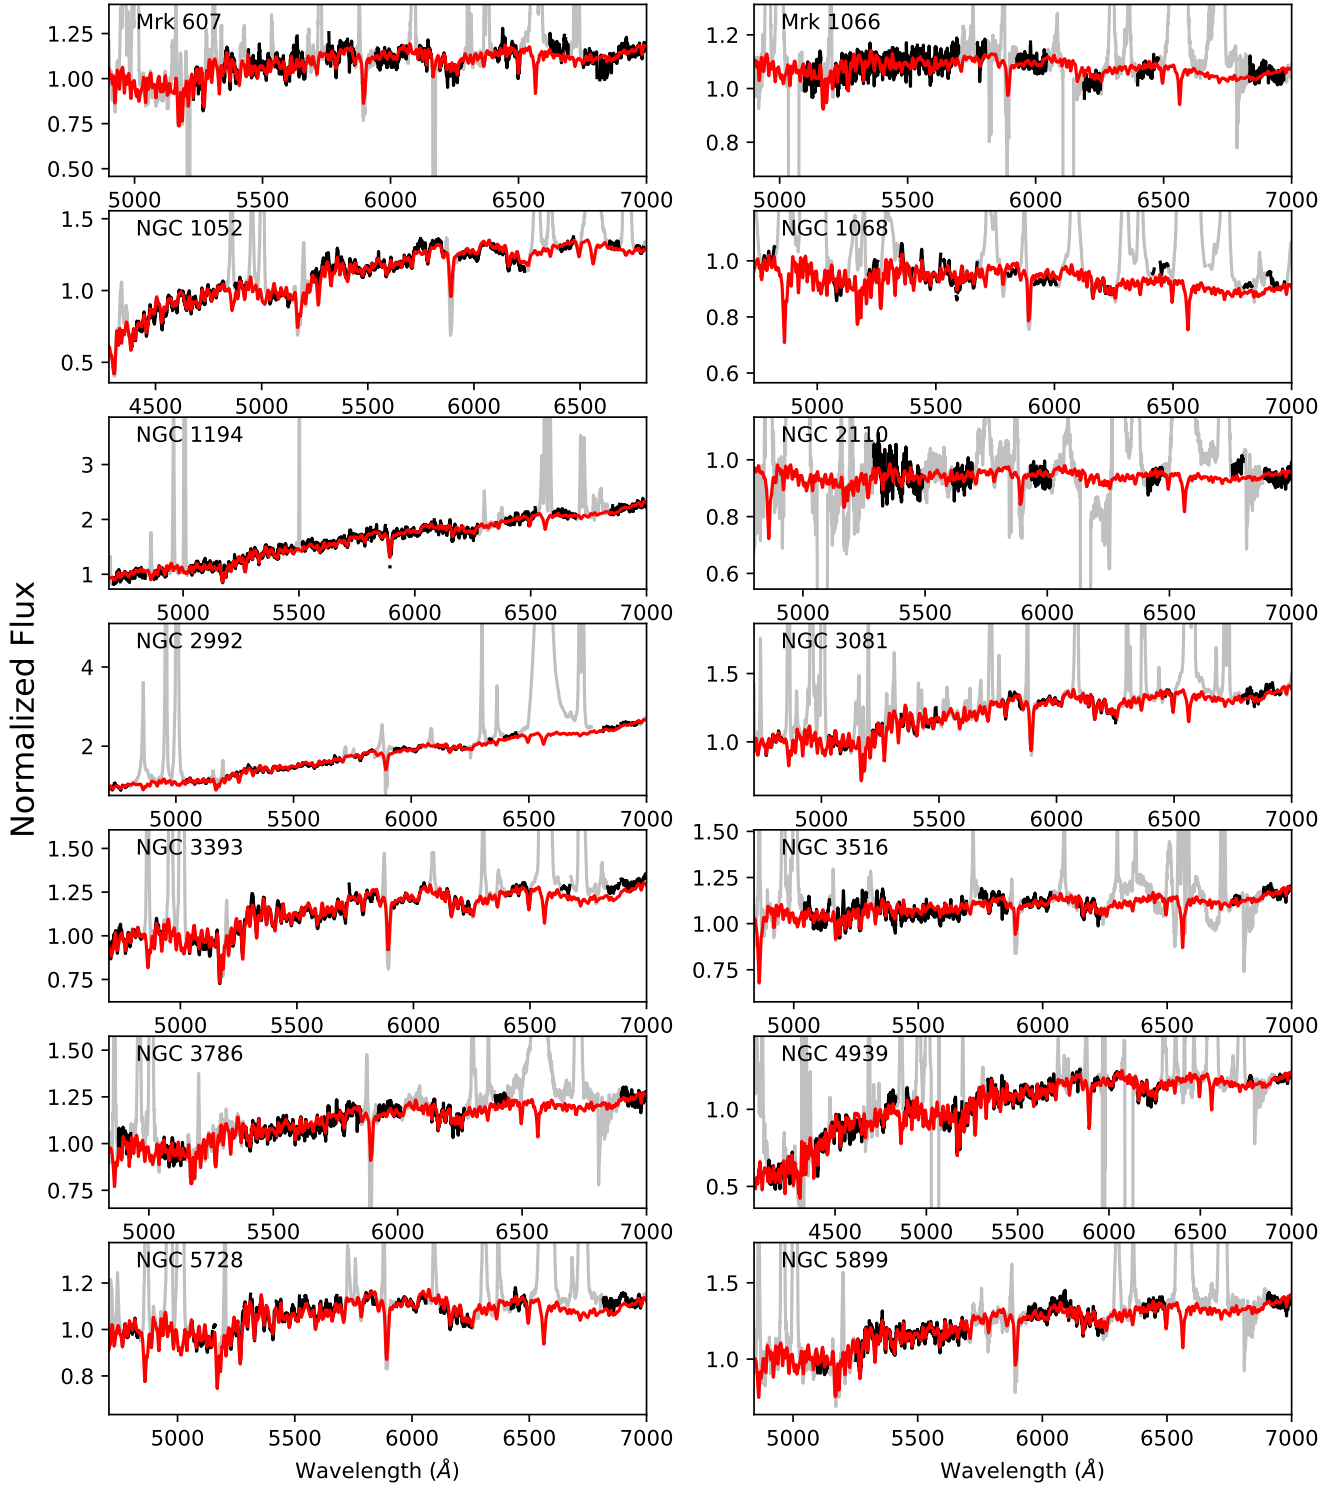 Normalized Flux
Mrk 607
1.25
1.00
0.75
0.50
5000 5500 6000 6500 7000
Mrk 1066
1.2
1.0
0.8
5000 5500 6000 6500 7000
NGC 1052
1.5
1.0
0.5
4500 5000 5500 6000 6500
NGC 1068
1.0
0.8
0.6
5000 5500 6000 6500 7000
NGC 1194
3
2
1
5000 5500 6000 6500 7000
NGC 2110
1.0
0.8
0.6
5000 5500 6000 6500 7000
NGC 2992
4
2
5000 5500 6000 6500 7000
NGC 3081
1.5
1.0
5000 5500 6000 6500 7000
NGC 3393
1.50
1.25
1.00
0.75
5000 5500 6000 6500 7000
NGC 3516
1.50
1.25
1.00
0.75
5000 5500 6000 6500 7000
NGC 3786
1.50
1.25
1.00
0.75
5000 5500 6000 6500 7000
NGC 4939
1.0
0.5
4500 5000 5500 6000 6500 7000
NGC 5728
1.2
1.0
0.8
5000 5500 6000 6500 7000
Wavelength (Å)
NGC 5899
1.5
1.0
5000 5500 6000 6500 7000
Wavelength (Å)